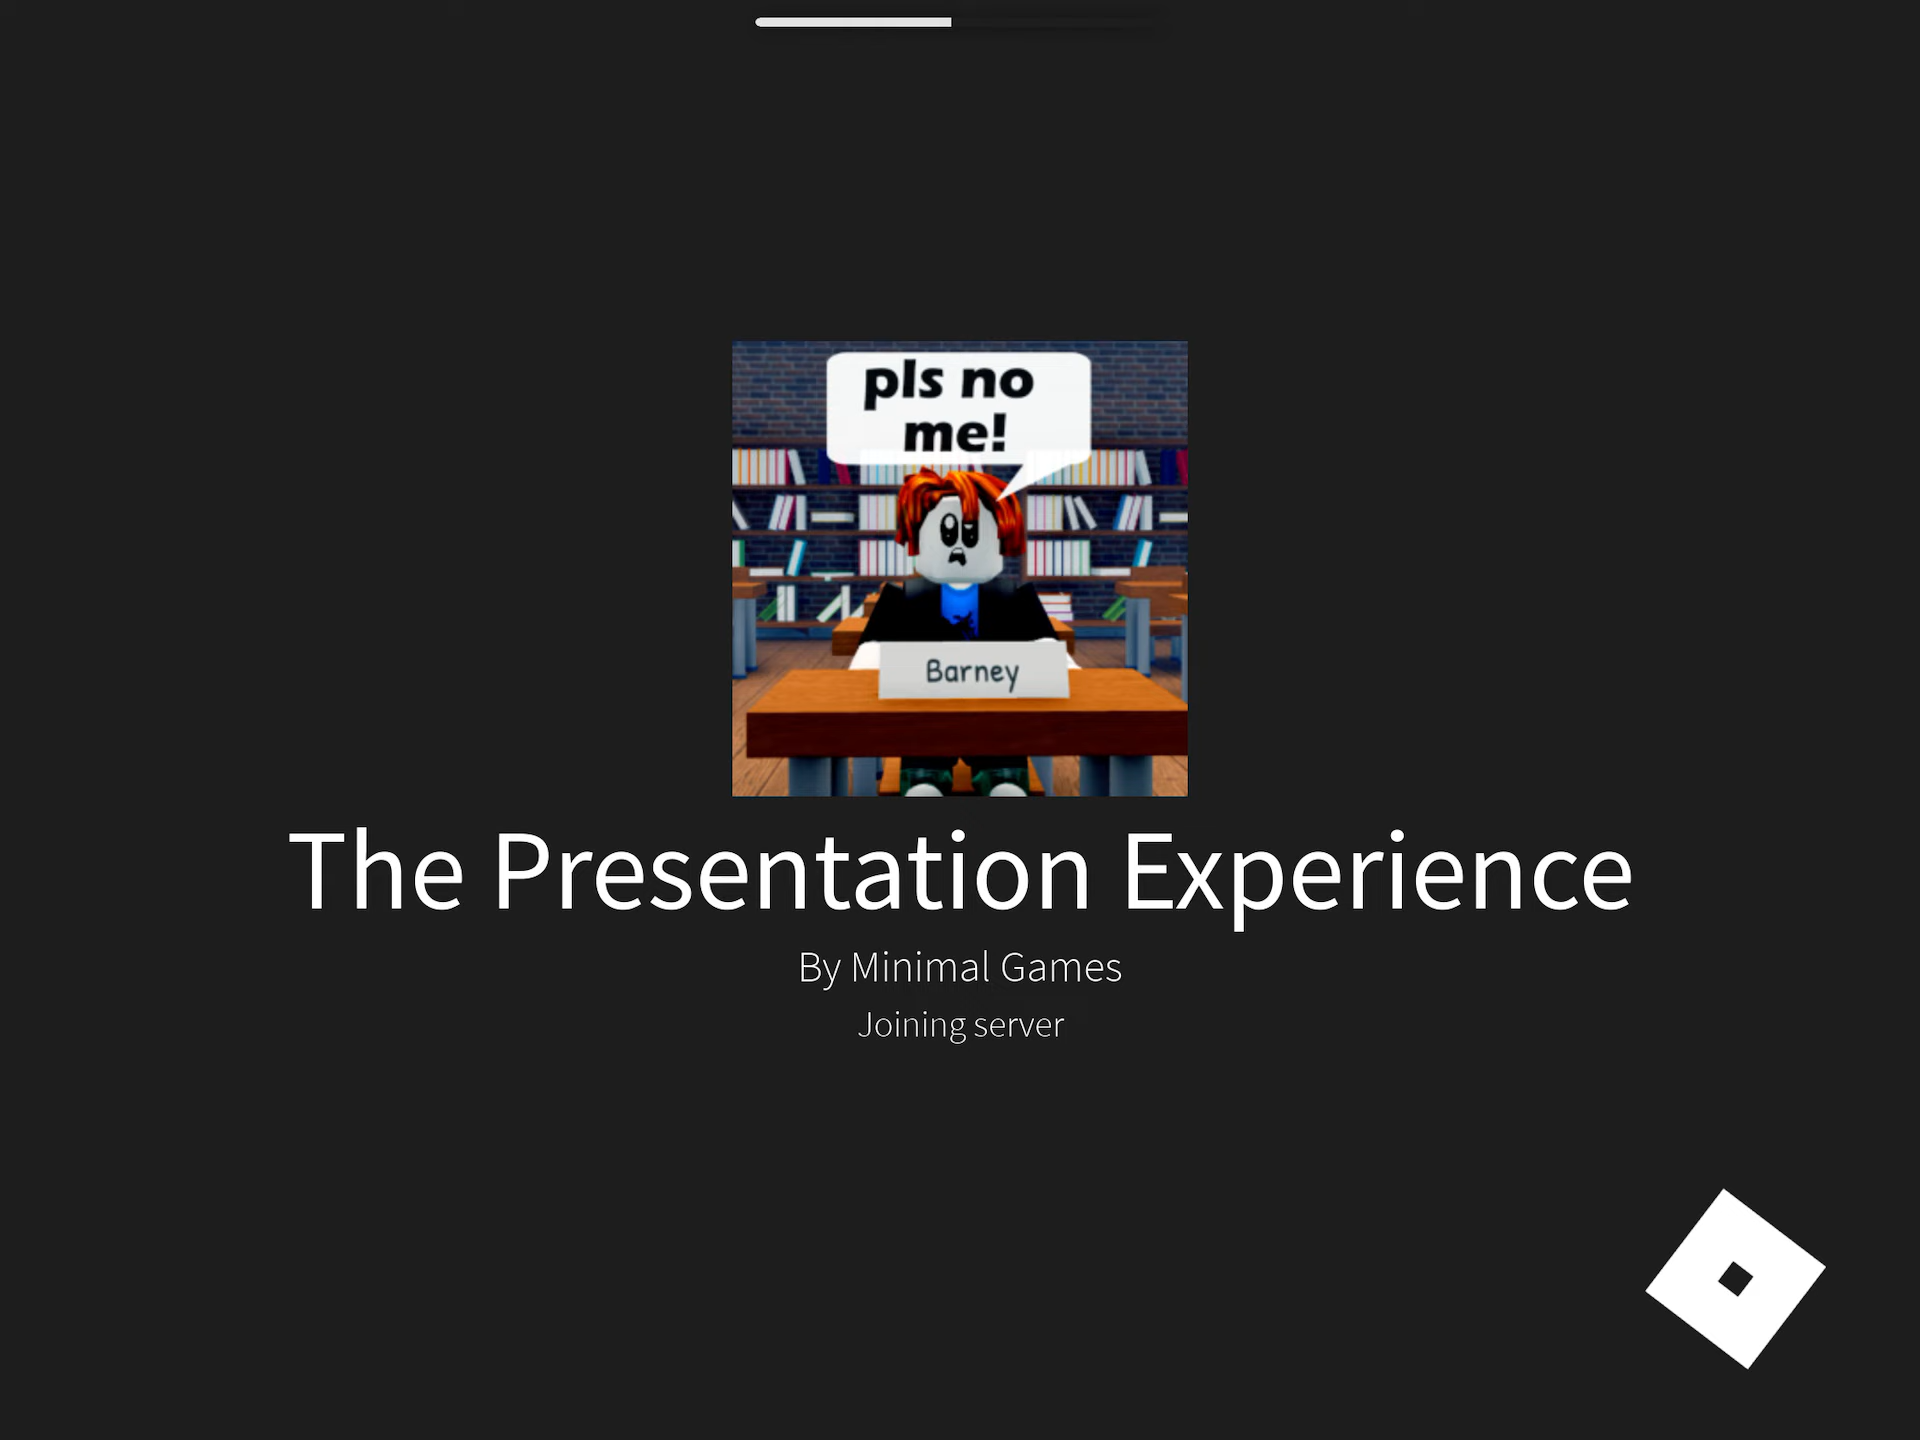 pls no
me!
Barney
The Presentation Experience
By Minimal Games
Joining server